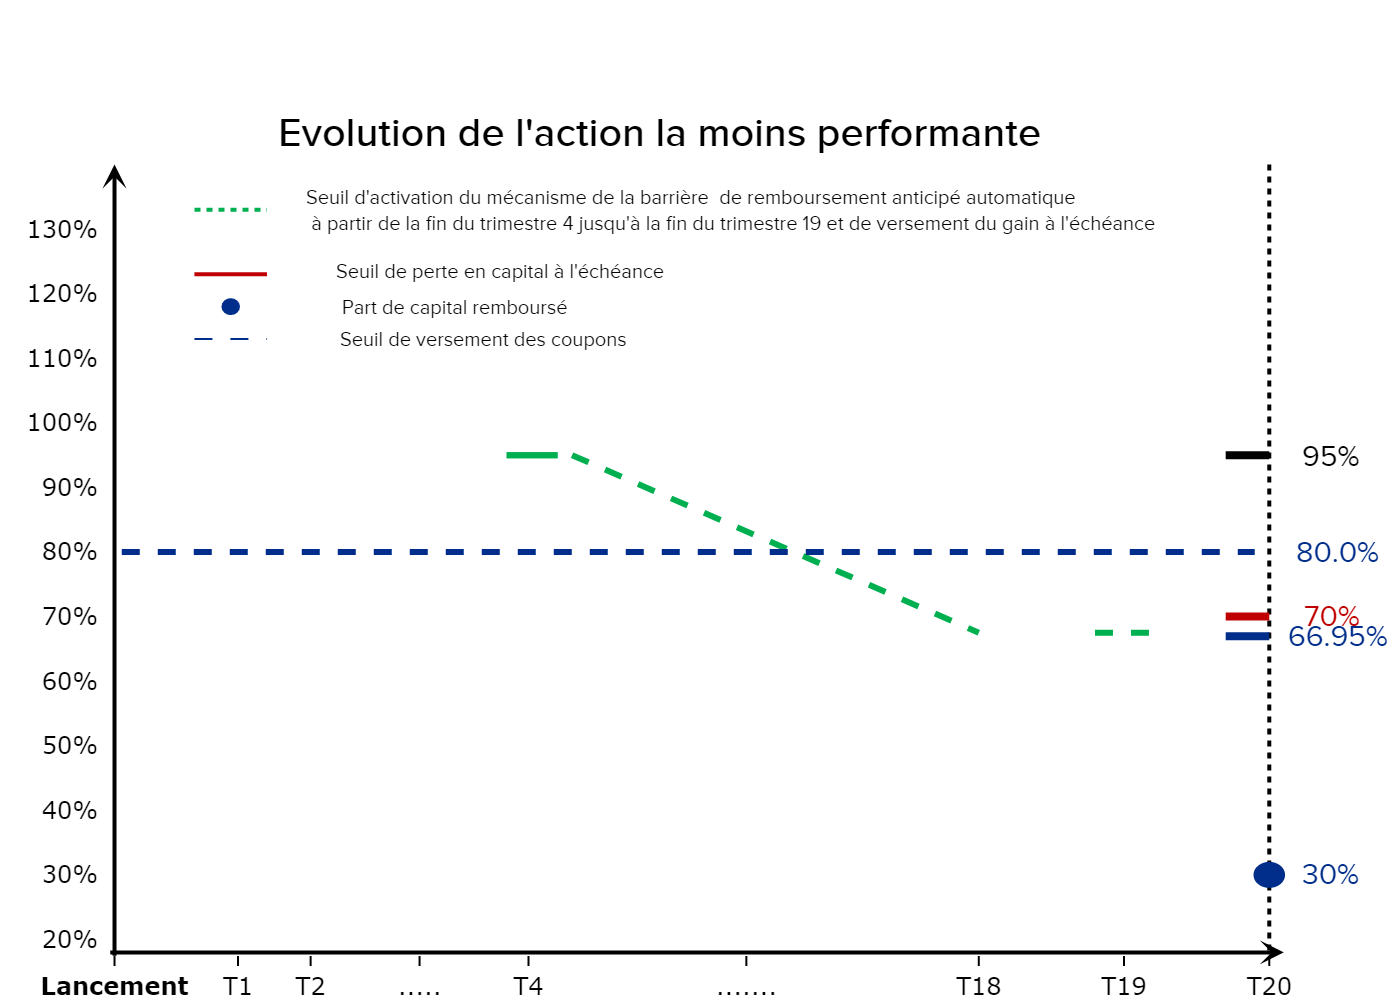 Evolution de l'action la moins performante
Seuil d'activation du mécanisme de la barrière  de remboursement anticipé automatique
à partir de la fin du trimestre 4 jusqu'à la fin du trimestre 19 et de versement du gain à l'échéance
Seuil de perte en capital à l'échéance
Part de capital remboursé
Seuil de versement des coupons
130%
120%
110%
100%
90%
80%
70%
60%
50%
40%
30%
20%
95%
80.0%
70%
66.95%
30%
Lancement T1 T2 ..... T4 ....... T18 T19 T20